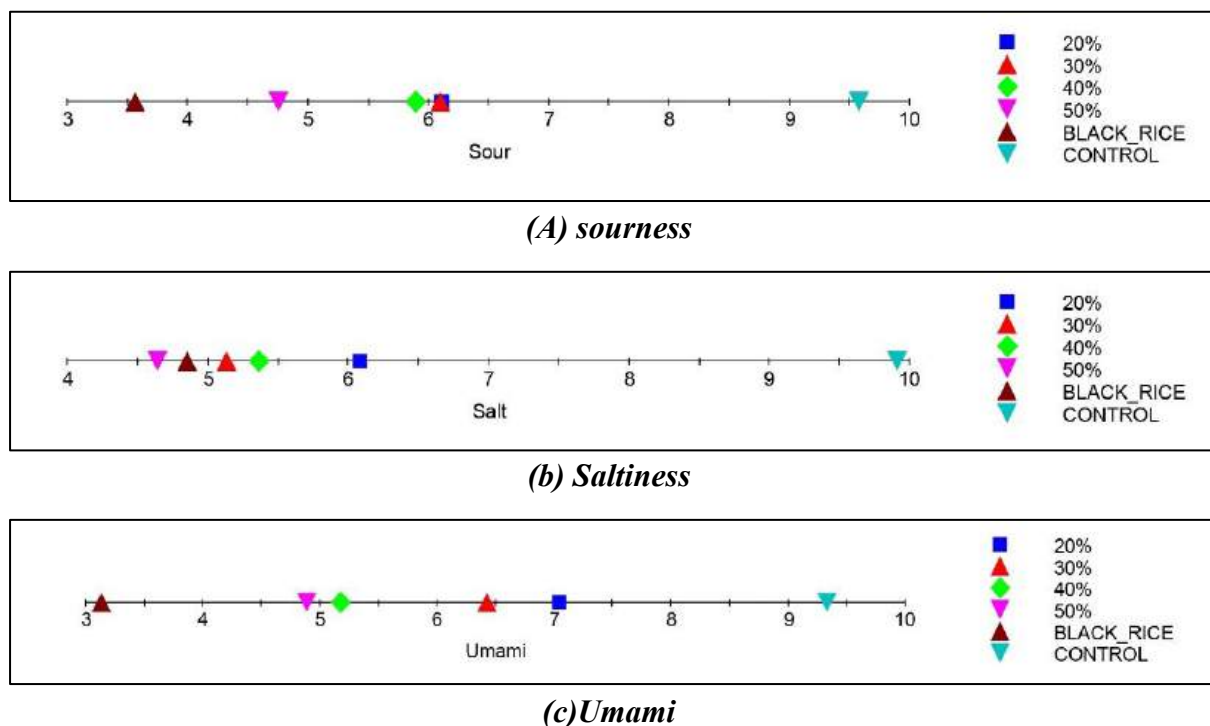 20%
30%
40%
50%
BLACK_RICE
CONTROL
3 4 5 6 7 8 9 10
Sour
(A) sourness
20%
30%
40%
50%
BLACK_RICE
CONTROL
4 5 6 7 8 9 10
Salt
(b) Saltiness
20%
30%
40%
50%
BLACK_RICE
CONTROL
3 4 5 6 7 8 9 10
Umami
(c)Umami